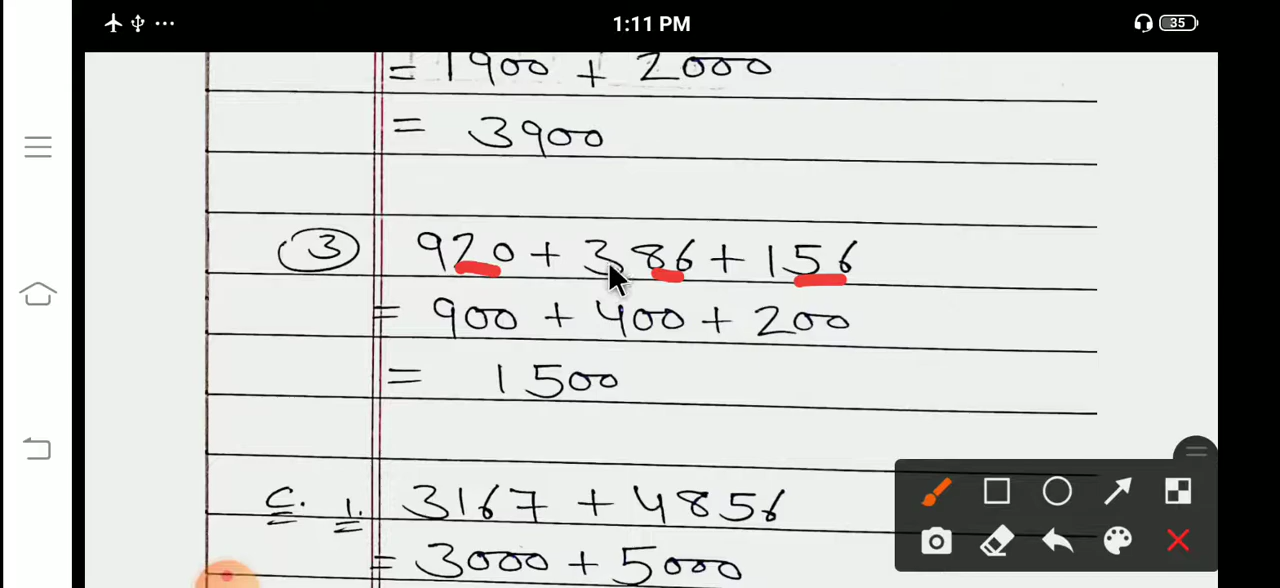 1:11 PM
35
= 1900 + 2000
= 3900
3 920 + 386 + 156
= 900 + 400 + 200
= 1500
C. 1. 3167 + 4856
= 3000 + 5000